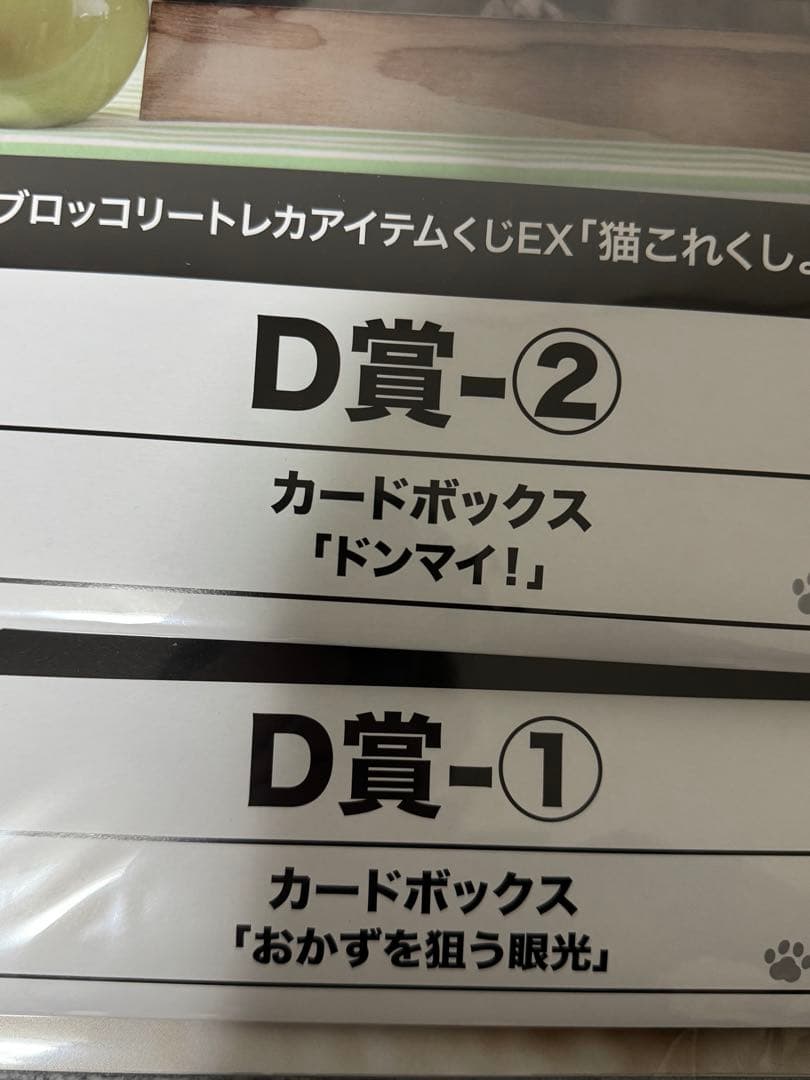 ブロッコリートレカアイテムくじEX「猫これくしょ
D賞-②
カードボックス
「ドンマイ!」
D賞-①
カードボックス
「おかずを狙う眼光」